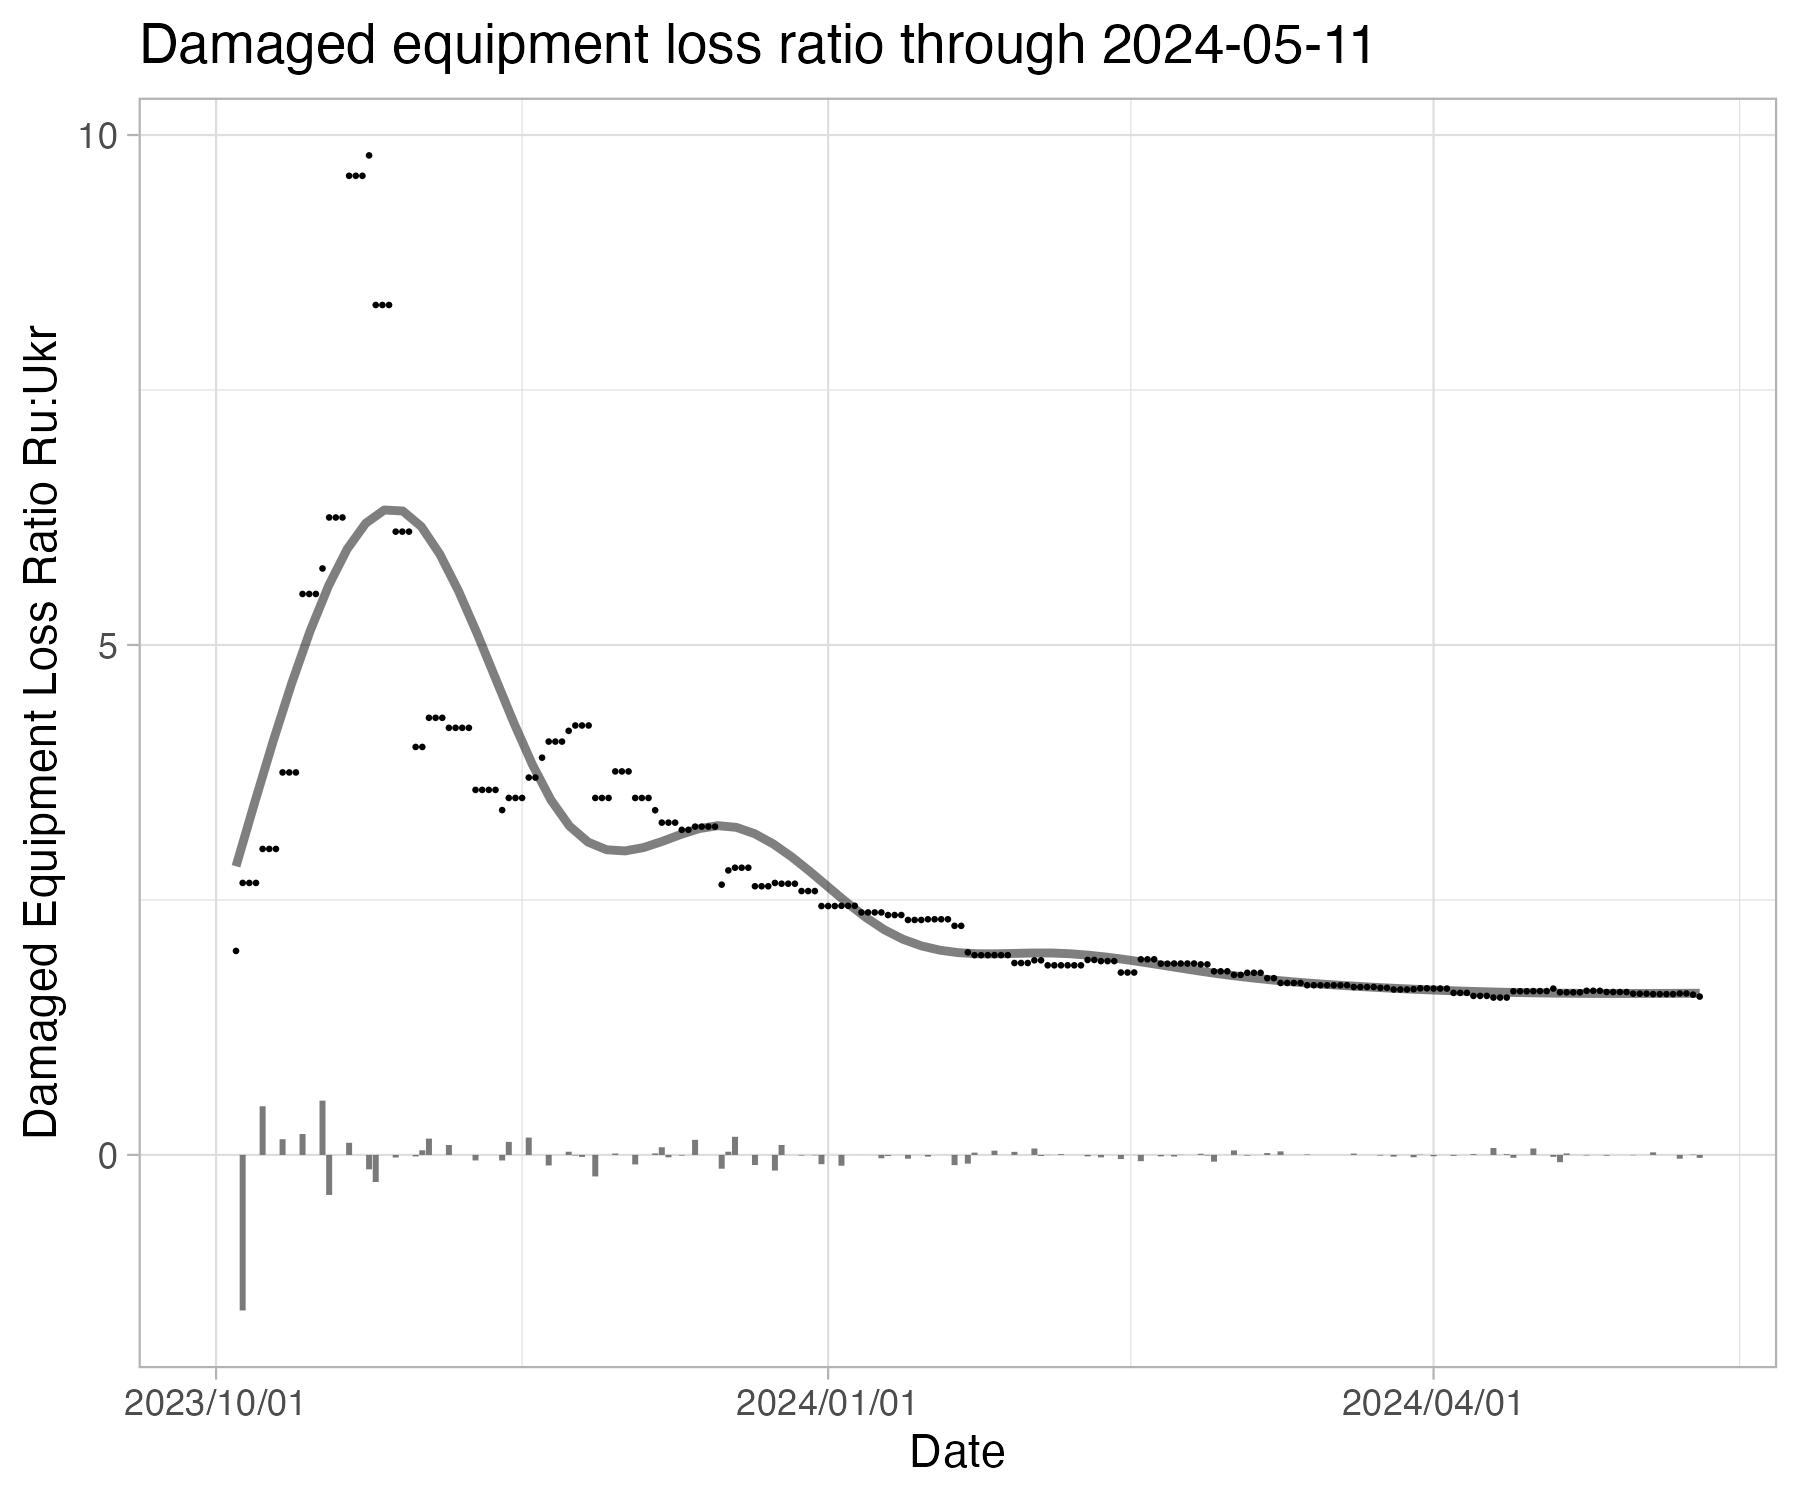 Damaged equipment loss ratio through 2024-05-11
Damaged Equipment Loss Ratio Ru:Ukr
10
5
0
2023/10/01
2024/01/01
2024/04/01
Date